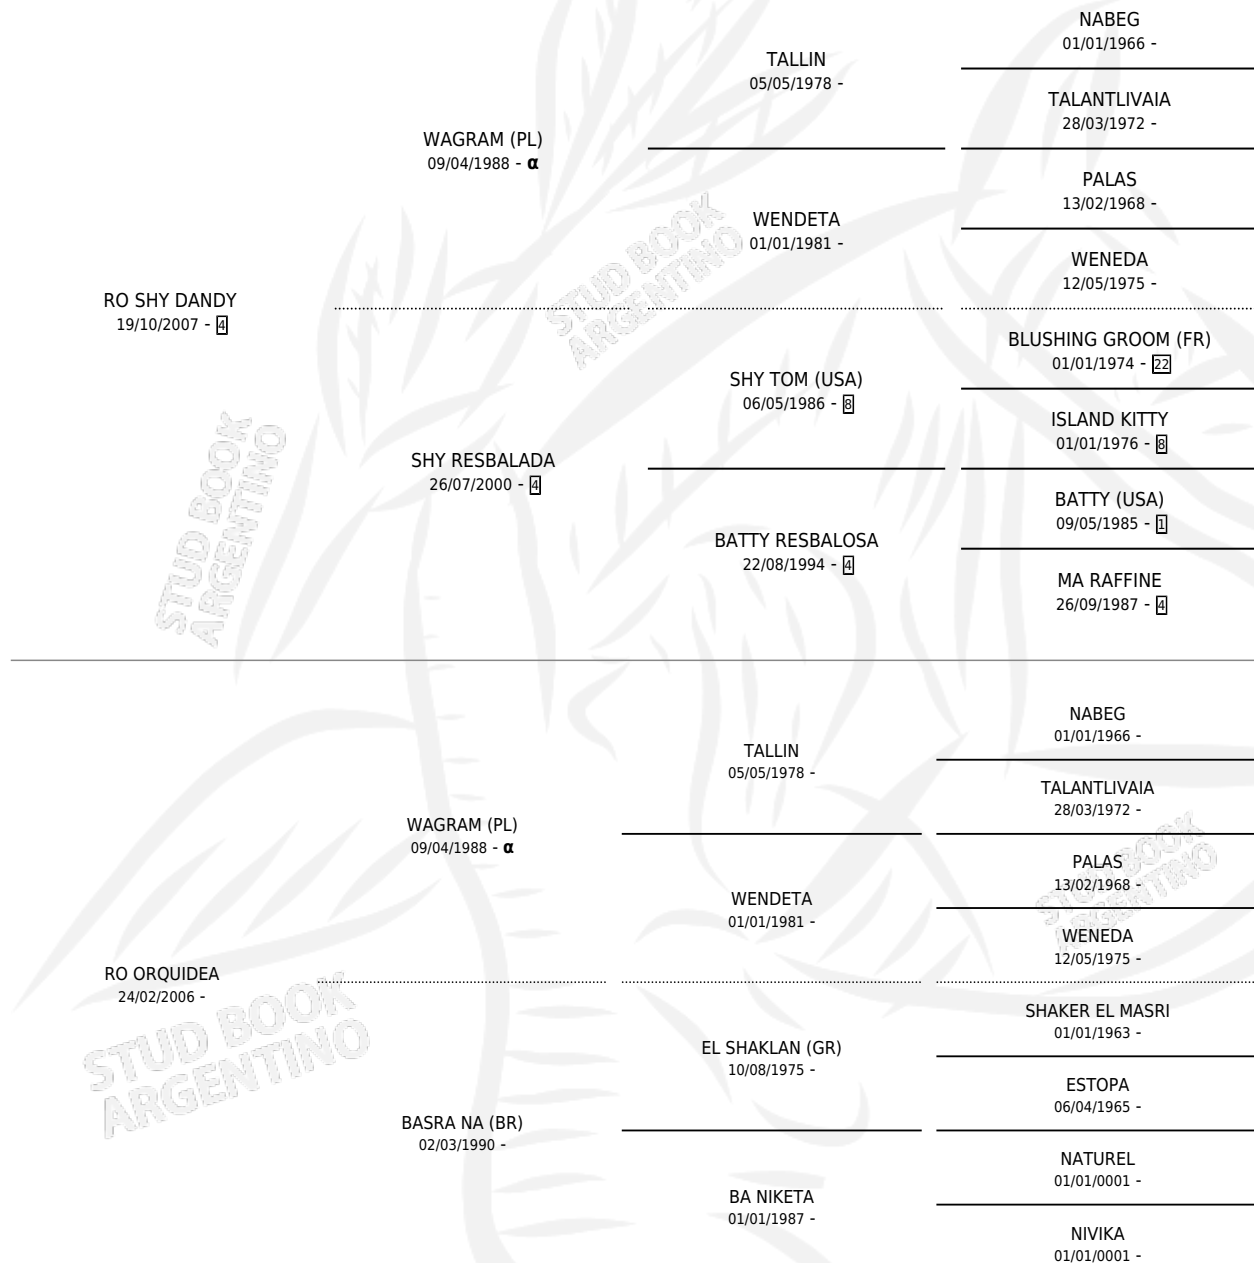 NABEG
01/01/1966 -
TALLIN
05/05/1978 -
TALANTLIVAIA
28/03/1972 -
WAGRAM (PL)
09/04/1988 - α
PALAS
13/02/1968 -
WENDETA
01/01/1981 -
WENEDA
12/05/1975 -
RO SHY DANDY
19/10/2007 - 4
BLUSHING GROOM (FR)
01/01/1974 - 22
SHY TOM (USA)
06/05/1986 - 8
ISLAND KITTY
01/01/1976 - 8
SHY RESBALADA
26/07/2000 - 4
BATTY (USA)
09/05/1985 - 1
BATTY RESBALOSA
22/08/1994 - 4
MA RAFFINE
26/09/1987 - 4
STUD BOOK
ARGENTINO
STUD BOOK
ARGENTINO
NABEG
01/01/1966 -
TALLIN
05/05/1978 -
TALANTLIVAIA
28/03/1972 -
WAGRAM (PL)
09/04/1988 - α
PALAS
13/02/1968 -
WENDETA
01/01/1981 -
WENEDA
12/05/1975 -
RO ORQUIDEA
24/02/2006 -
SHAKER EL MASRI
01/01/1963 -
EL SHAKLAN (GR)
10/08/1975 -
ESTOPA
06/04/1965 -
BASRA NA (BR)
02/03/1990 -
NATUREL
01/01/0001 -
BA NIKETA
01/01/1987 -
NIVIKA
01/01/0001 -
STUD BOOK
ARGENTINO
STUD BOOK
ARGENTINO